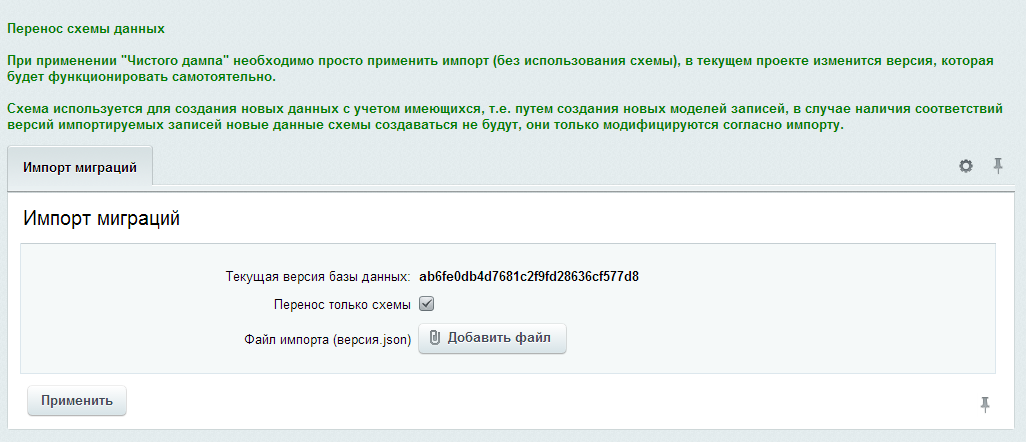 Перенос схемы данных
При применении "Чистого дампа" необходимо просто применить импорт (без использования схемы), в текущем проекте изменится версия, которая
будет функционировать самотоятельно.
Схема используется для создания новых данных с учетом имеющихся, т.е. путем создания новых моделей записей, в случае наличия соответствий
версий импортируемых записей новые данные схемы создаваться не будут, они только модифицируются согласно импорту.
Импорт миграций
Импорт миграций
Текущая версия базы данных: ab6fe0db4d7681c2f9fd28636cf577d8
Перенос только схемы
Файл импорта (версия.json) Добавить файл
Применить